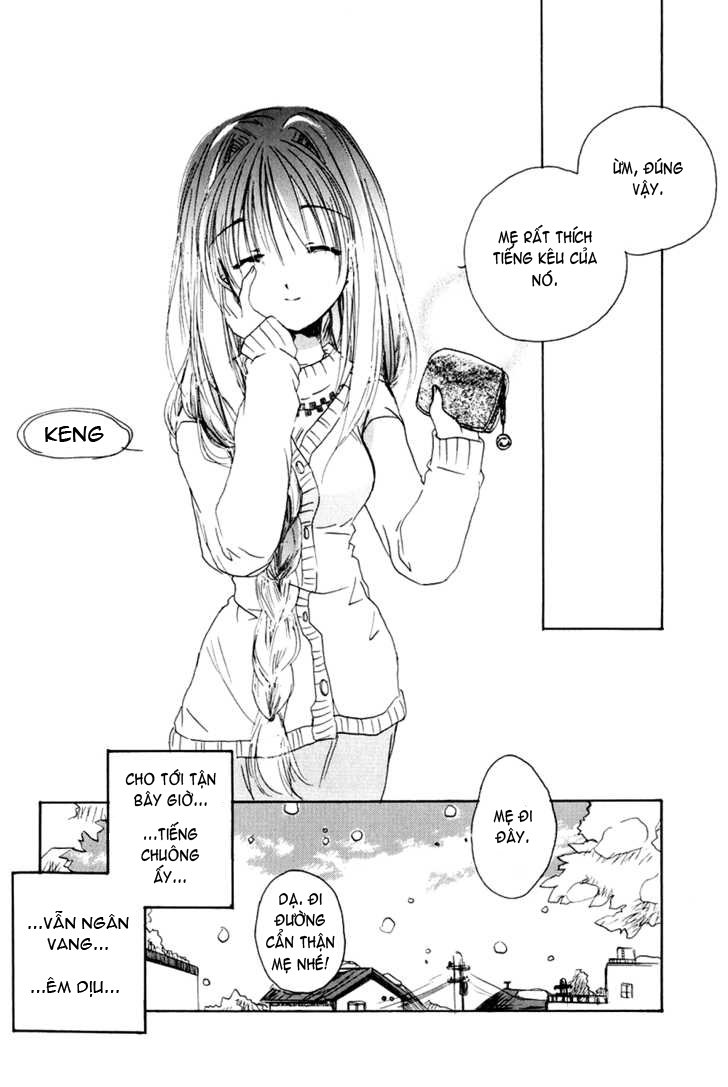 ỪM, ĐÚNG
VẬY.
MẸ RẤT THÍCH
TIẾNG KÊU CỦA
NÓ.
KENG
CHO TỚI TẬN
BÂY GIỜ...
...TIẾNG
CHUÔNG
ẤY...
...VẪN NGÂN
VANG...
...ÊM DỊU...
MẸ ĐI
ĐÂY.
DẠ. ĐI
ĐƯỜNG
CẨN THẬN
MẸ NHÉ!